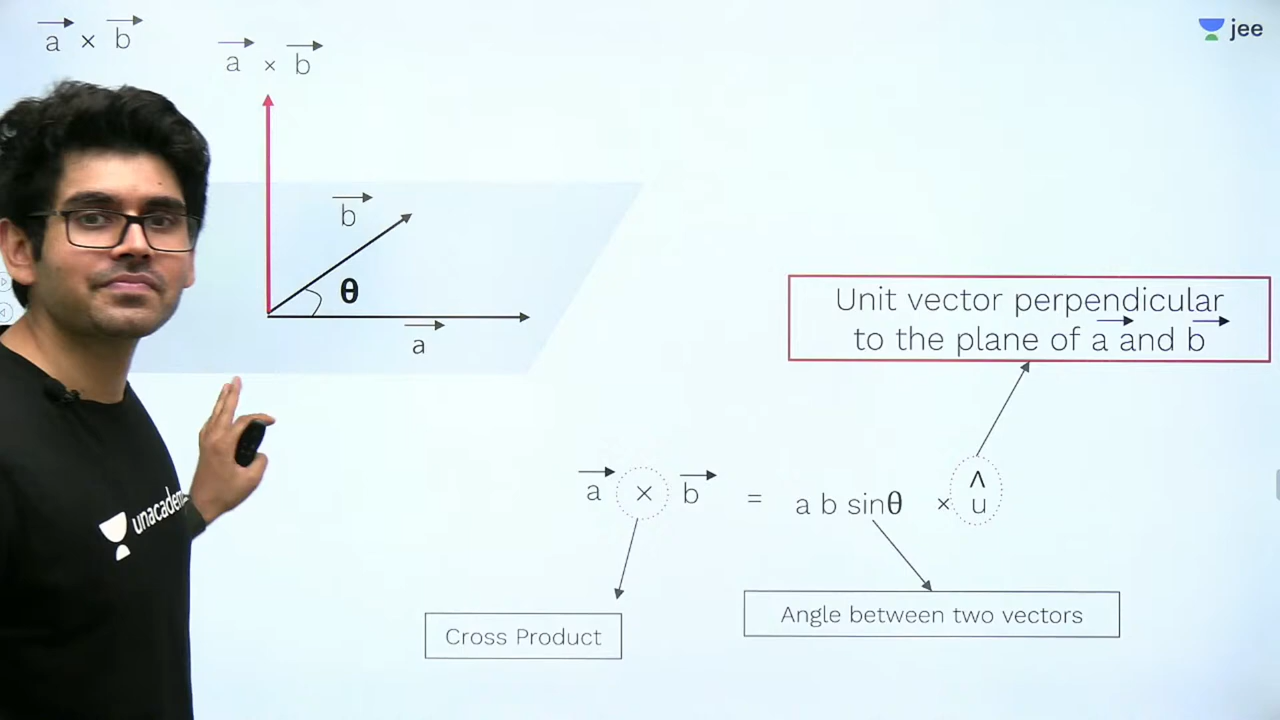 a × b
a × b
jee
b
θ
a
Unit vector perpendicular
to the plane of a and b
a × b = a b sinθ × û
unacademy
Angle between two vectors
Cross Product